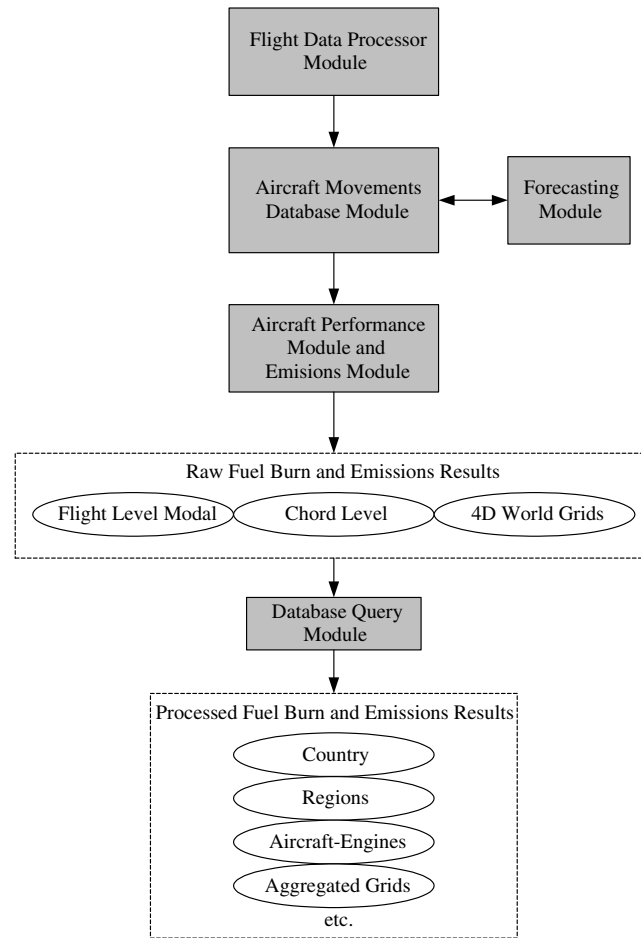 Flight Data Processor
Module
Aircraft Movements
Database Module
Forecasting
Module
Aircraft Performance
Module and
Emisions Module
Raw Fuel Burn and Emissions Results
Flight Level Modal
Chord Level
4D World Grids
Database Query
Module
Processed Fuel Burn and Emissions Results
Country
Regions
Aircraft-Engines
Aggregated Grids
etc.